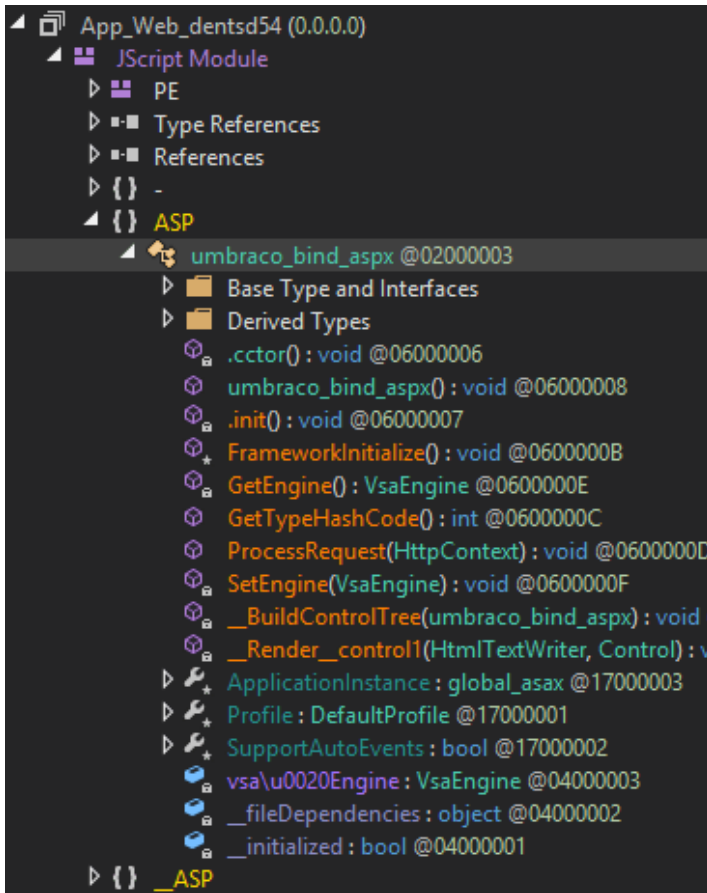 App_Web_dentsd54 (0.0.0.0)
JScript Module
PE
Type References
References
{} -
{} ASP
umbraco_bind_aspx @02000003
Base Type and Interfaces
Derived Types
.cctor() : void @06000006
umbraco_bind_aspx() : void @06000008
.init() : void @06000007
FrameworkInitialize() : void @0600000B
GetEngine() : VsaEngine @0600000E
GetTypeHashCode() : int @0600000C
ProcessRequest(HttpContext) : void @0600000D
SetEngine(VsaEngine) : void @0600000F
__BuildControlTree(umbraco_bind_aspx) : void
__Render__control1(HtmlTextWriter, Control) : v
ApplicationInstance : global_asax @17000003
Profile : DefaultProfile @17000001
SupportAutoEvents : bool @17000002
vsa\u0020Engine : VsaEngine @04000003
__fileDependencies : object @04000002
__initialized : bool @04000001
{} __ASP